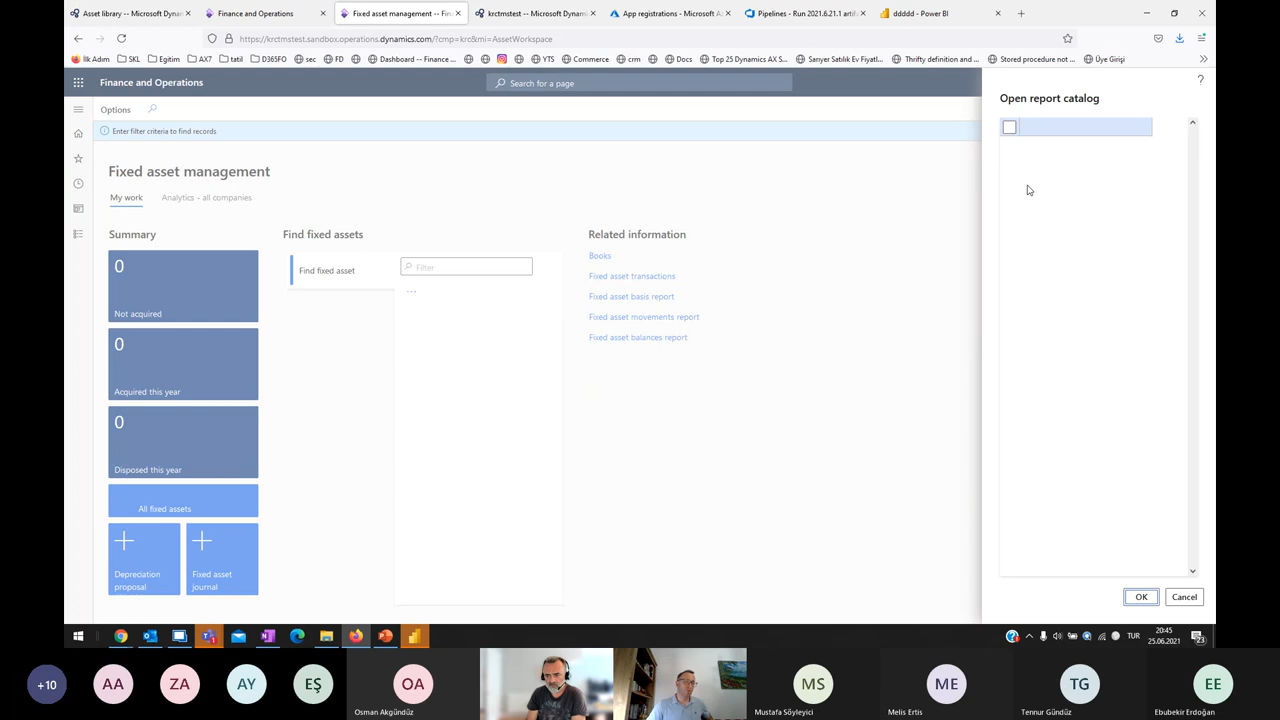 Asset library -- Microsoft Dynam
Finance and Operations
Fixed asset management -- Fina
krctmstest -- Microsoft Dynami
App registrations - Microsoft Az
Pipelines - Run 2021.6.21.1 artifa
ddddd - Power BI
https://krctmstest.sandbox.operations.dynamics.com/?cmp=krc&mi=AssetWorkspace
İlk Adım
SKL
Egitim
AX7
tatil
D365FO
sec
FD
Dashboard -- Finance ...
YTS
Commerce
crm
Docs
Top 25 Dynamics AX S...
Sarıyer Satılık Ev Fiyatl...
Thrifty definition and ...
Stored procedure not ...
Üye Girişi
Finance and Operations
Search for a page
?
Options
Open report catalog
Enter filter criteria to find records
Fixed asset management
My work
Analytics - all companies
Summary
0
Not acquired
0
Acquired this year
0
Disposed this year
All fixed assets
Depreciation
proposal
Fixed asset
journal
Find fixed assets
Find fixed asset
Filter
...
Related information
Books
Fixed asset transactions
Fixed asset basis report
Fixed asset movements report
Fixed asset balances report
OK
Cancel
TUR
20:45
25.06.2021
23
+10
AA
ZA
AY
EŞ
OA
Osman Akgündüz
MS
Mustafa Söyleyici
ME
Melis Ertis
TG
Tennur Gündüz
EE
Ebubekir Erdoğan